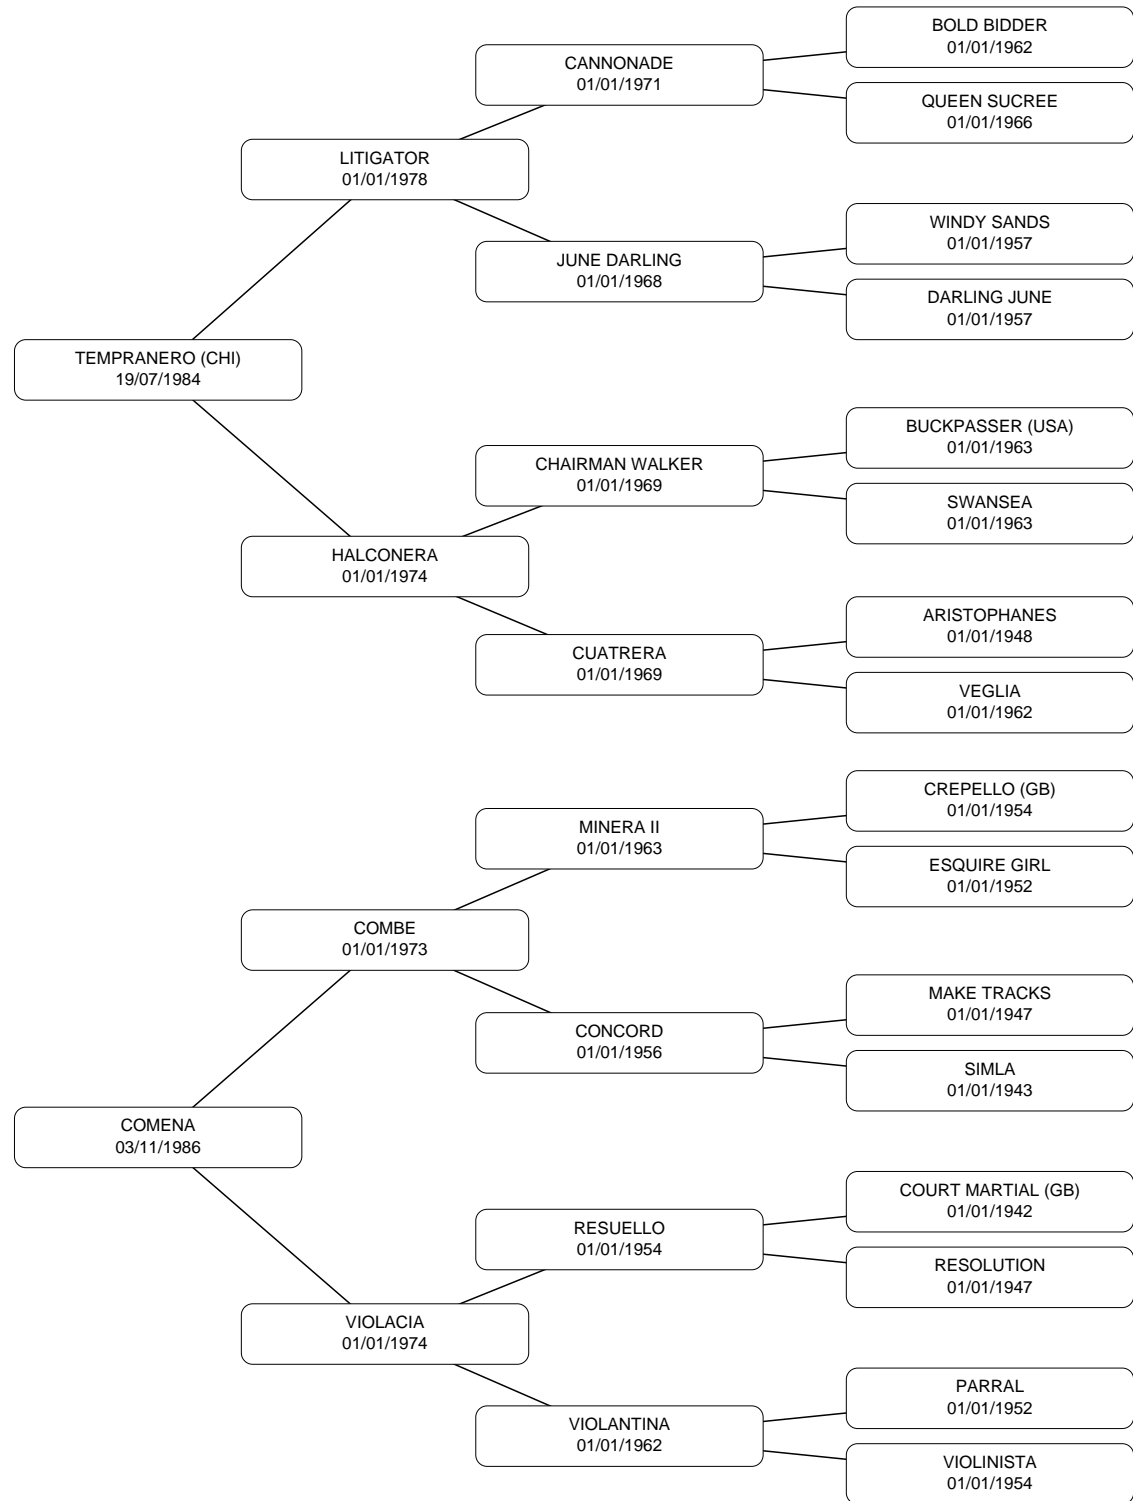 BOLD BIDDER
01/01/1962
CANNONADE
01/01/1971
QUEEN SUCREE
01/01/1966
LITIGATOR
01/01/1978
WINDY SANDS
01/01/1957
JUNE DARLING
01/01/1968
DARLING JUNE
01/01/1957
TEMPRANERO (CHI)
19/07/1984
BUCKPASSER (USA)
01/01/1963
CHAIRMAN WALKER
01/01/1969
SWANSEA
01/01/1963
HALCONERA
01/01/1974
ARISTOPHANES
01/01/1948
CUATRERA
01/01/1969
VEGLIA
01/01/1962
CREPELLO (GB)
01/01/1954
MINERA II
01/01/1963
ESQUIRE GIRL
01/01/1952
COMBE
01/01/1973
MAKE TRACKS
01/01/1947
CONCORD
01/01/1956
SIMLA
01/01/1943
COMENA
03/11/1986
COURT MARTIAL (GB)
01/01/1942
RESUELLO
01/01/1954
RESOLUTION
01/01/1947
VIOLACIA
01/01/1974
PARRAL
01/01/1952
VIOLANTINA
01/01/1962
VIOLINISTA
01/01/1954